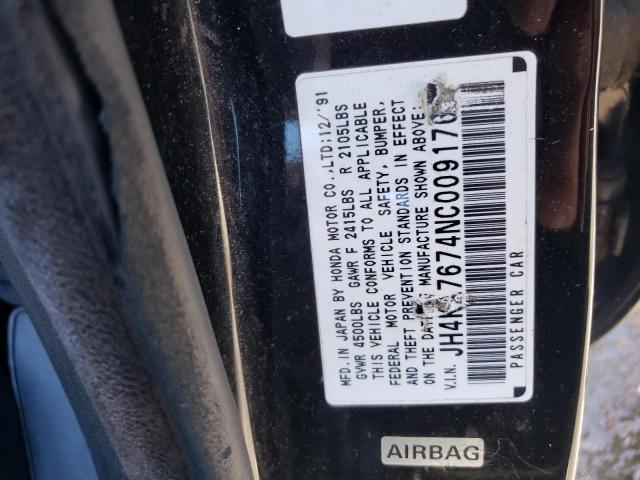 MFD. IN JAPAN BY HONDA MOTOR CO., LTD: 12/'91
GVWR 4500LBS GAWR F 2415LBS R 2105LBS
THIS VEHICLE CONFORMS TO ALL APPLICABLE
FEDERAL MOTOR VEHICLE SAFETY, BUMPER,
AND THEFT PREVENTION STANDARDS IN EFFECT
ON THE DATE OF MANUFACTURE SHOWN ABOVE.
V.I.N.
PASSENGER CAR
AIRBAG